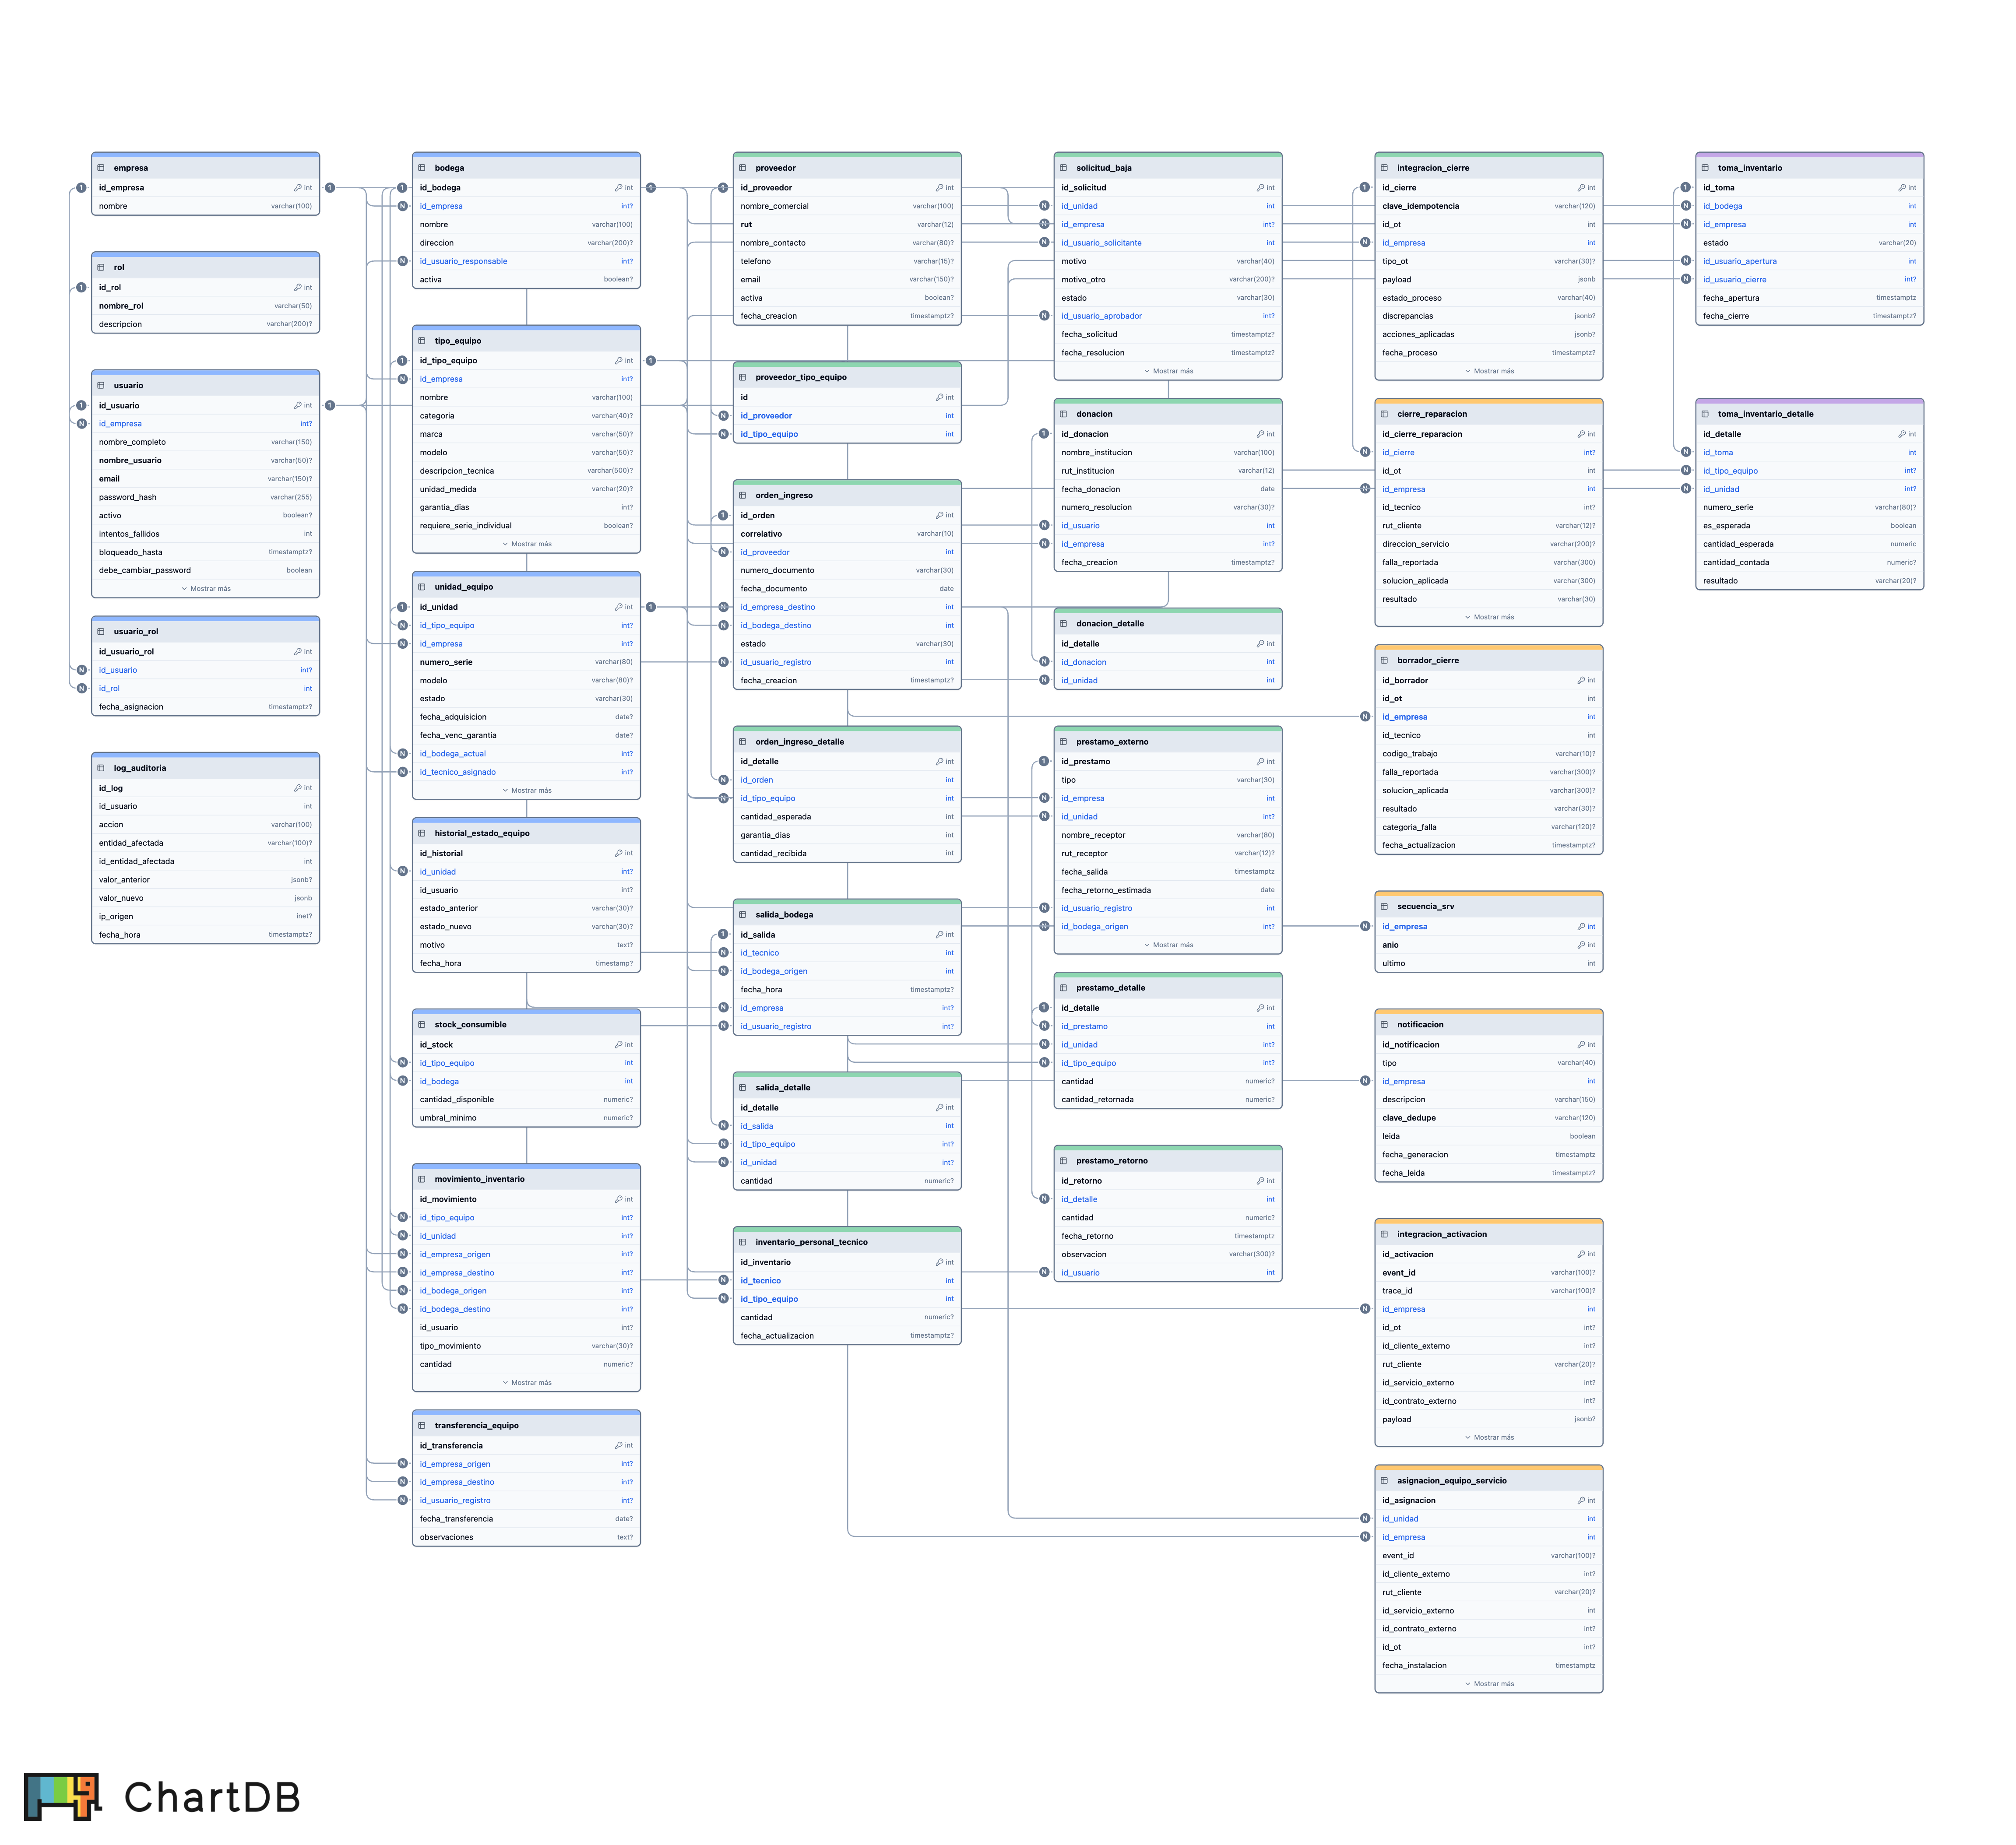 empresa
id_empresa int
nombre varchar(100)
rol
id_rol int
nombre_rol varchar(50)
descripcion varchar(200)?
usuario
id_usuario int
id_empresa int?
nombre_completo varchar(150)
nombre_usuario varchar(50)?
email varchar(150)?
password_hash varchar(255)
activo boolean?
intentos_fallidos int
bloqueado_hasta timestamptz?
debe_cambiar_password boolean
Mostrar más
usuario_rol
id_usuario_rol int
id_usuario int?
id_rol int
fecha_asignacion timestamptz?
log_auditoria
id_log int
id_usuario int
accion varchar(100)
entidad_afectada varchar(100)?
id_entidad_afectada int
valor_anterior jsonb?
valor_nuevo jsonb
ip_origen inet?
fecha_hora timestamptz?
bodega
id_bodega int
id_empresa int?
nombre varchar(100)
direccion varchar(200)?
id_usuario_responsable int?
activa boolean?
tipo_equipo
id_tipo_equipo int
id_empresa int?
nombre varchar(100)
categoria varchar(40)?
marca varchar(50)?
modelo varchar(50)?
descripcion_tecnica varchar(500)?
unidad_medida varchar(20)?
garantia_dias int?
requiere_serie_individual boolean?
Mostrar más
unidad_equipo
id_unidad int
id_tipo_equipo int?
id_empresa int?
numero_serie varchar(80)
modelo varchar(80)?
estado varchar(30)
fecha_adquisicion date?
fecha_venc_garantia date?
id_bodega_actual int?
id_tecnico_asignado int?
Mostrar más
historial_estado_equipo
id_historial int
id_unidad int?
id_usuario int?
estado_anterior varchar(30)?
estado_nuevo varchar(30)?
motivo text?
fecha_hora timestamp?
stock_consumible
id_stock int
id_tipo_equipo int
id_bodega int
cantidad_disponible numeric?
umbral_minimo numeric?
movimiento_inventario
id_movimiento int
id_tipo_equipo int?
id_unidad int?
id_empresa_origen int?
id_empresa_destino int?
id_bodega_origen int?
id_bodega_destino int?
id_usuario int?
tipo_movimiento varchar(30)?
cantidad numeric?
Mostrar más
transferencia_equipo
id_transferencia int
id_empresa_origen int?
id_empresa_destino int?
id_usuario_registro int?
fecha_transferencia date?
observaciones text?
proveedor
id_proveedor int
nombre_comercial varchar(100)
rut varchar(12)
nombre_contacto varchar(80)?
telefono varchar(15)?
email varchar(150)?
activa boolean?
fecha_creacion timestamptz?
proveedor_tipo_equipo
id int
id_proveedor int
id_tipo_equipo int
orden_ingreso
id_orden int
correlativo varchar(10)
id_proveedor int
numero_documento varchar(30)
fecha_documento date
id_empresa_destino int
id_bodega_destino int
estado varchar(30)
id_usuario_registro int
fecha_creacion timestamptz?
orden_ingreso_detalle
id_detalle int
id_orden int
id_tipo_equipo int
cantidad_esperada int
garantia_dias int
cantidad_recibida int
salida_bodega
id_salida int
id_tecnico int
id_bodega_origen int
fecha_hora timestamptz?
id_empresa int?
id_usuario_registro int?
salida_detalle
id_detalle int
id_salida int
id_tipo_equipo int?
id_unidad int?
cantidad numeric?
inventario_personal_tecnico
id_inventario int
id_tecnico int
id_tipo_equipo int
cantidad numeric?
fecha_actualizacion timestamptz?
solicitud_baja
id_solicitud int
id_unidad int
id_empresa int?
id_usuario_solicitante int
motivo varchar(40)
motivo_otro varchar(200)?
estado varchar(30)
id_usuario_aprobador int?
fecha_solicitud timestamptz?
fecha_resolucion timestamptz?
Mostrar más
donacion
id_donacion int
nombre_institucion varchar(100)
rut_institucion varchar(12)
fecha_donacion date
numero_resolucion varchar(30)?
id_usuario int
id_empresa int?
fecha_creacion timestamptz?
donacion_detalle
id_detalle int
id_donacion int
id_unidad int
prestamo_externo
id_prestamo int
tipo varchar(30)
id_empresa int
id_unidad int?
nombre_receptor varchar(80)
rut_receptor varchar(12)?
fecha_salida timestamptz
fecha_retorno_estimada date
id_usuario_registro int
id_bodega_origen int?
Mostrar más
prestamo_detalle
id_detalle int
id_prestamo int
id_unidad int?
id_tipo_equipo int?
cantidad numeric?
cantidad_retornada numeric?
prestamo_retorno
id_retorno int
id_detalle int
cantidad numeric?
fecha_retorno timestamptz
observacion varchar(300)?
id_usuario int
integracion_cierre
id_cierre int
clave_idempotencia varchar(120)
id_ot int
id_empresa int
tipo_ot varchar(30)?
payload jsonb
estado_proceso varchar(40)
discrepancias jsonb?
acciones_aplicadas jsonb?
fecha_proceso timestamptz?
Mostrar más
cierre_reparacion
id_cierre_reparacion int
id_cierre int?
id_ot int
id_empresa int
id_tecnico int?
rut_cliente varchar(12)?
direccion_servicio varchar(200)?
falla_reportada varchar(300)
solucion_aplicada varchar(300)
resultado varchar(30)
Mostrar más
borrador_cierre
id_borrador int
id_ot int
id_empresa int
id_tecnico int
codigo_trabajo varchar(10)?
falla_reportada varchar(300)?
solucion_aplicada varchar(300)?
resultado varchar(30)?
categoria_falla varchar(120)?
fecha_actualizacion timestamptz?
secuencia_srv
id_empresa int
anio int
ultimo int
notificacion
id_notificacion int
tipo varchar(40)
id_empresa int
descripcion varchar(150)
clave_dedupe varchar(120)
leida boolean
fecha_generacion timestamptz
fecha_leida timestamptz?
integracion_activacion
id_activacion int
event_id varchar(100)?
trace_id varchar(100)?
id_empresa int
id_ot int?
id_cliente_externo int?
rut_cliente varchar(20)?
id_servicio_externo int?
id_contrato_externo int?
payload jsonb?
Mostrar más
asignacion_equipo_servicio
id_asignacion int
id_unidad int
id_empresa int
event_id varchar(100)?
id_cliente_externo int?
rut_cliente varchar(20)?
id_servicio_externo int
id_contrato_externo int?
id_ot int?
fecha_instalacion timestamptz
Mostrar más
toma_inventario
id_toma int
id_bodega int
id_empresa int
estado varchar(20)
id_usuario_apertura int
id_usuario_cierre int?
fecha_apertura timestamptz
fecha_cierre timestamptz?
toma_inventario_detalle
id_detalle int
id_toma int
id_tipo_equipo int?
id_unidad int?
numero_serie varchar(80)?
es_esperada boolean
cantidad_esperada numeric
cantidad_contada numeric?
resultado varchar(20)?
ChartDB